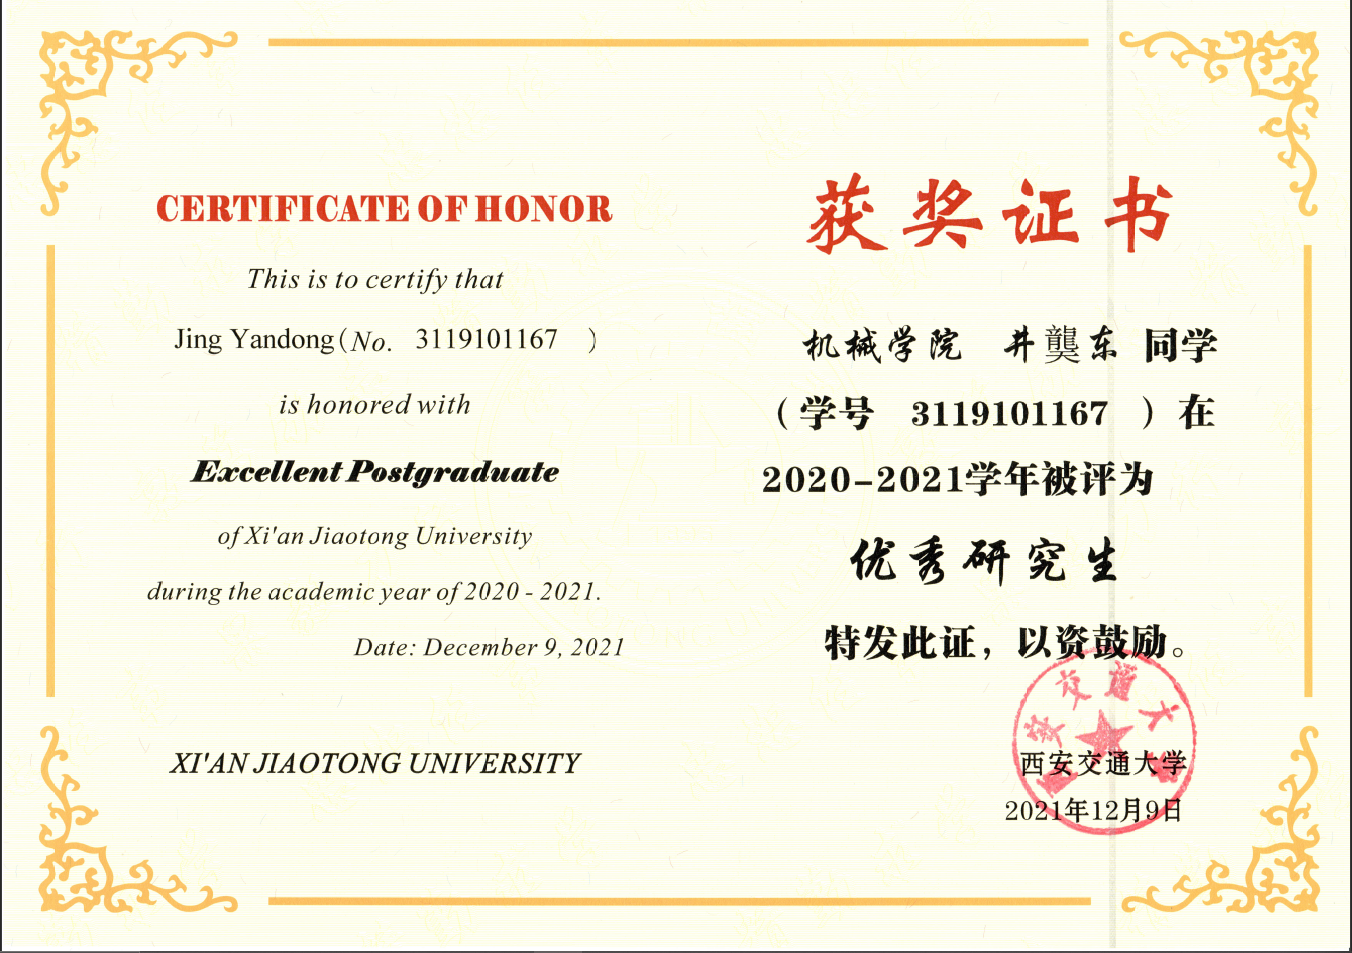 CERTIFICATE OF HONOR
This is to certify that
Jing Yandong(No. 3119101167 )
is honored with
Excellent Postgraduate
of Xi'an Jiaotong University
during the academic year of 2020 - 2021.
Date: December 9, 2021
XI'AN JIAOTONG UNIVERSITY
获奖证书
机械学院 井龔东 同学
（学号 3119101167 ）在
2020-2021学年被评为
优秀研究生
特发此证，以资鼓励。
西安交通大学
西安交通大学
2021年12月9日